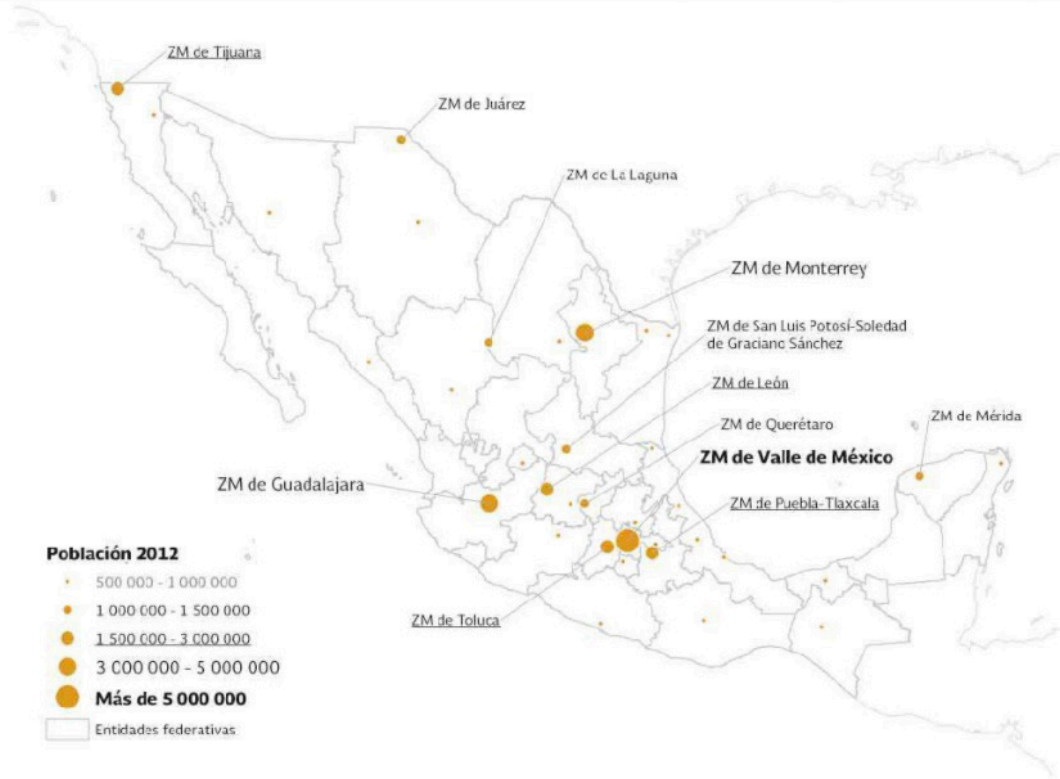 ZM de Tijuana
ZM de Juárez
ZM de La Laguna
ZM de Monterrey
ZM de San Luis Potosí-Soledad
de Graciano Sánchez
ZM de León
ZM de Querétaro
ZM de Mérida
ZM de Valle de México
ZM de Guadalajara
ZM de Puebla-Tlaxcala
Población 2012
500 000 - 1 000 000
1 000 000 - 1 500 000
ZM de Toluca
1 500 000 - 3 000 000
3 000 000 - 5 000 000
Más de 5 000 000
Entidades federativas